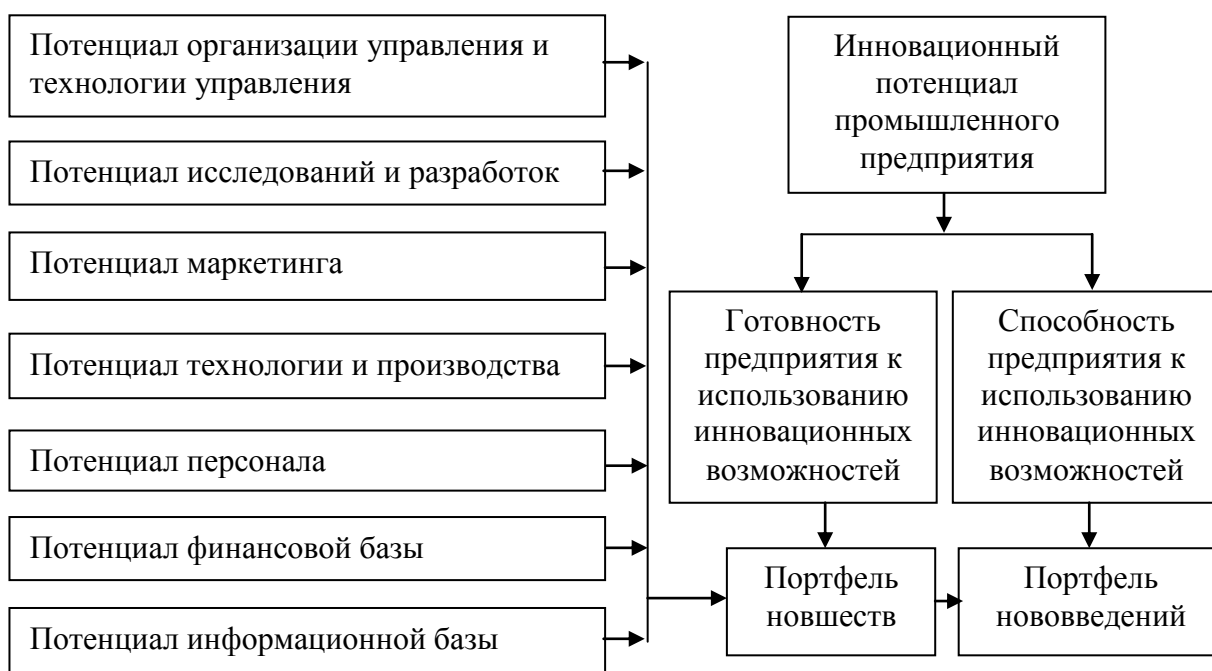 Потенциал организации управления и
технологии управления
Потенциал исследований и разработок
Потенциал маркетинга
Потенциал технологии и производства
Потенциал персонала
Потенциал финансовой базы
Потенциал информационной базы
Инновационный
потенциал
промышленного
предприятия
Готовность
предприятия к
использованию
инновационных
возможностей
Способность
предприятия к
использованию
инновационных
возможностей
Портфель
новшеств
Портфель
нововведений